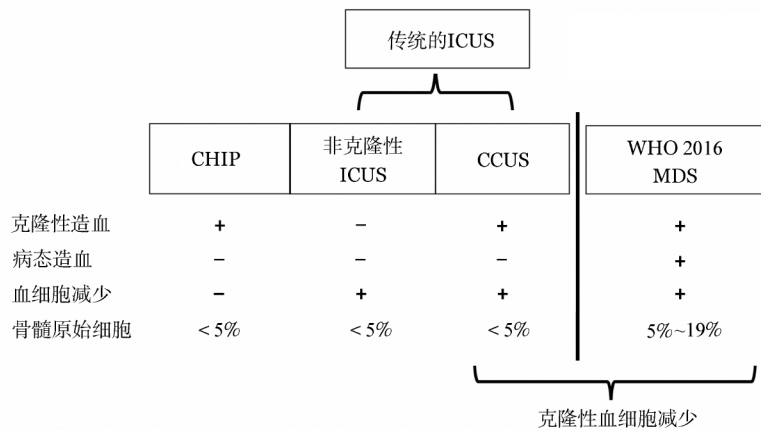 传统的ICUS
CHIP
非克隆性
ICUS
CCUS
WHO 2016
MDS
克隆性造血 + − + +
病态造血 − − − +
血细胞减少 − + + +
骨髓原始细胞 < 5% < 5% < 5% 5%~19%
克隆性血细胞减少